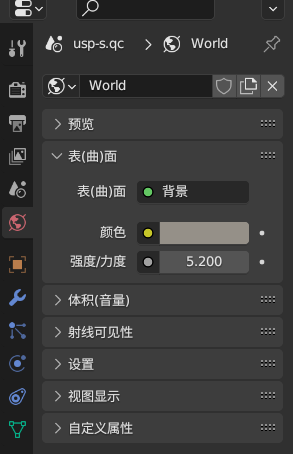 usp-s.qc World
World
预览
表(曲)面
表(曲)面 背景
颜色
强度/力度 5.200
体积(音量)
射线可见性
设置
视图显示
自定义属性